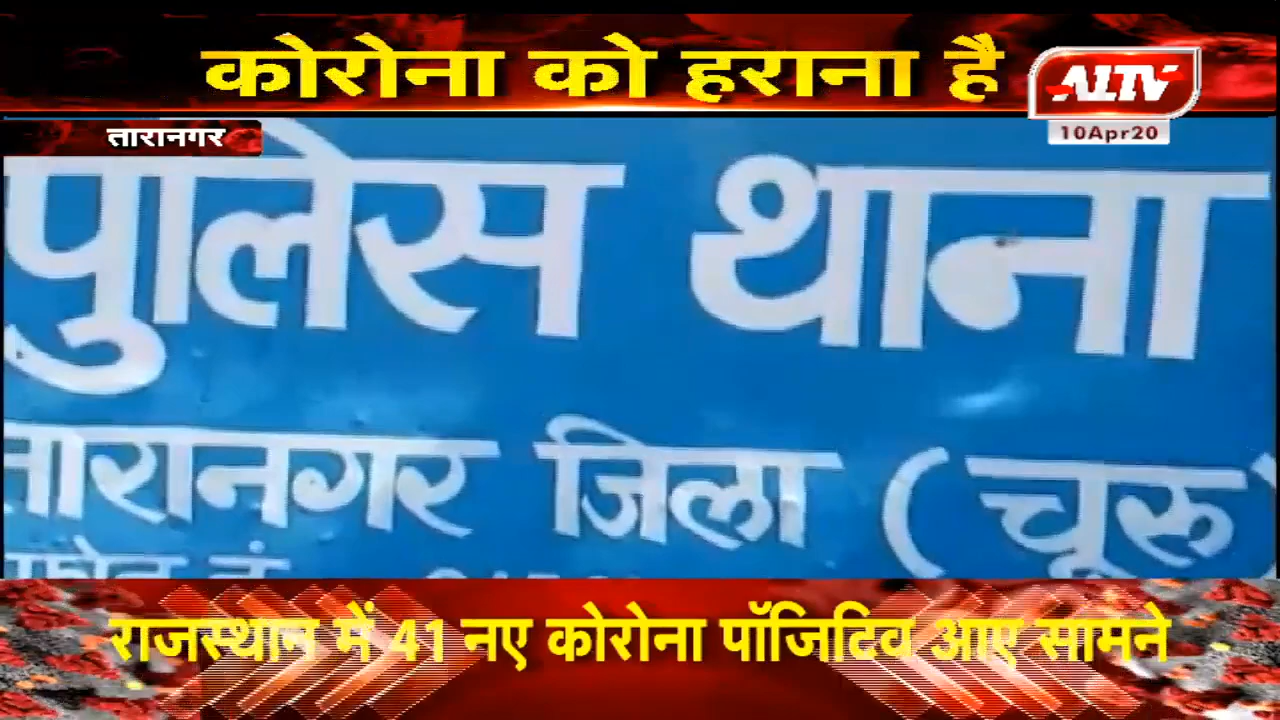 कोरोना को हराना है
ALTV
10Apr20
तारानगर
पुलिस थाना
तारानगर जिला (चूरू)
राजस्थान में 41 नए कोरोना पॉजिटिव आए सामने